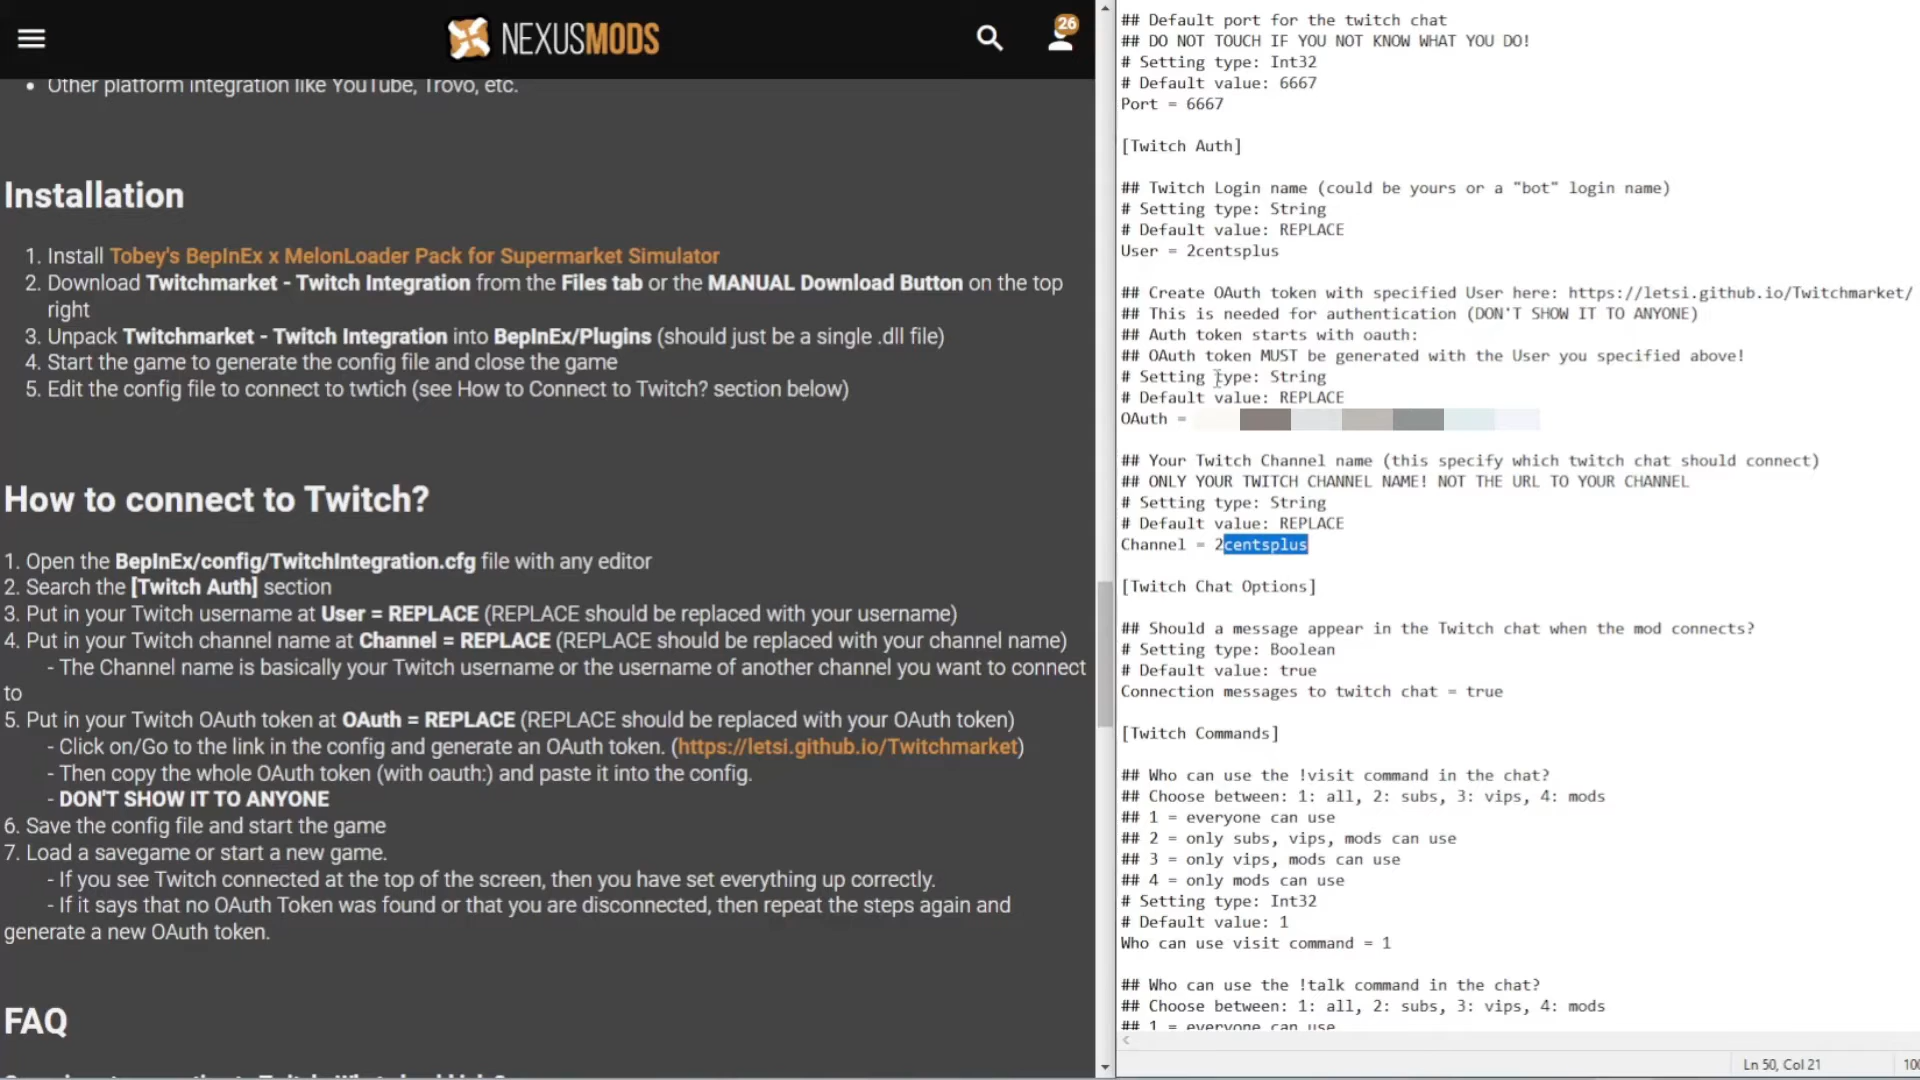 NEXUSMODS
26
• Other platform integration like YouTube, Trovo, etc.
Installation
1. Install Tobey's BepInEx x MelonLoader Pack for Supermarket Simulator
2. Download Twitchmarket - Twitch Integration from the Files tab or the MANUAL Download Button on the top
right
3. Unpack Twitchmarket - Twitch Integration into BepInEx/Plugins (should just be a single .dll file)
4. Start the game to generate the config file and close the game
5. Edit the config file to connect to twtich (see How to Connect to Twitch? section below)
How to connect to Twitch?
1. Open the BepInEx/config/TwitchIntegration.cfg file with any editor
2. Search the [Twitch Auth] section
3. Put in your Twitch username at User = REPLACE (REPLACE should be replaced with your username)
4. Put in your Twitch channel name at Channel = REPLACE (REPLACE should be replaced with your channel name)
- The Channel name is basically your Twitch username or the username of another channel you want to connect
to
5. Put in your Twitch OAuth token at OAuth = REPLACE (REPLACE should be replaced with your OAuth token)
- Click on/Go to the link in the config and generate an OAuth token. (https://letsi.github.io/Twitchmarket)
- Then copy the whole OAuth token (with oauth:) and paste it into the config.
- DON'T SHOW IT TO ANYONE
6. Save the config file and start the game
7. Load a savegame or start a new game.
- If you see Twitch connected at the top of the screen, then you have set everything up correctly.
- If it says that no OAuth Token was found or that you are disconnected, then repeat the steps again and
generate a new OAuth token.
FAQ
## Default port for the twitch chat
## DO NOT TOUCH IF YOU NOT KNOW WHAT YOU DO!
# Setting type: Int32
# Default value: 6667
Port = 6667
[Twitch Auth]
## Twitch Login name (could be yours or a "bot" login name)
# Setting type: String
# Default value: REPLACE
User = 2centsplus
## Create OAuth token with specified User here: https://letsi.github.io/Twitchmarket/
## This is needed for authentication (DON'T SHOW IT TO ANYONE)
## Auth token starts with oauth:
## OAuth token MUST be generated with the User you specified above!
# Setting type: String
# Default value: REPLACE
OAuth =
## Your Twitch Channel name (this specify which twitch chat should connect)
## ONLY YOUR TWITCH CHANNEL NAME! NOT THE URL TO YOUR CHANNEL
# Setting type: String
# Default value: REPLACE
Channel = 2centsplus
[Twitch Chat Options]
## Should a message appear in the Twitch chat when the mod connects?
# Setting type: Boolean
# Default value: true
Connection messages to twitch chat = true
[Twitch Commands]
## Who can use the !visit command in the chat?
## Choose between: 1: all, 2: subs, 3: vips, 4: mods
## 1 = everyone can use
## 2 = only subs, vips, mods can use
## 3 = only vips, mods can use
## 4 = only mods can use
# Setting type: Int32
# Default value: 1
Who can use visit command = 1
## Who can use the !talk command in the chat?
## Choose between: 1: all, 2: subs, 3: vips, 4: mods
## 1 = everyone can use
Ln 50, Col 21